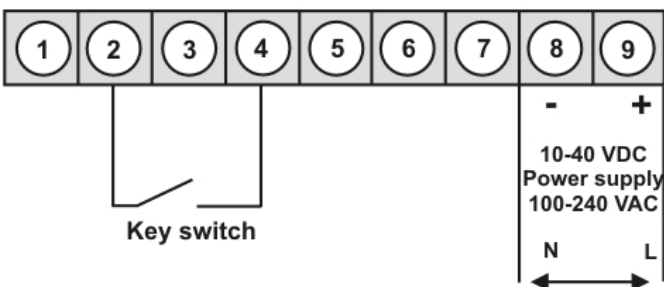 1 2 3 4 5 6 7 8 9
- +
10-40 VDC
Power supply
100-240 VAC
Key switch
N L